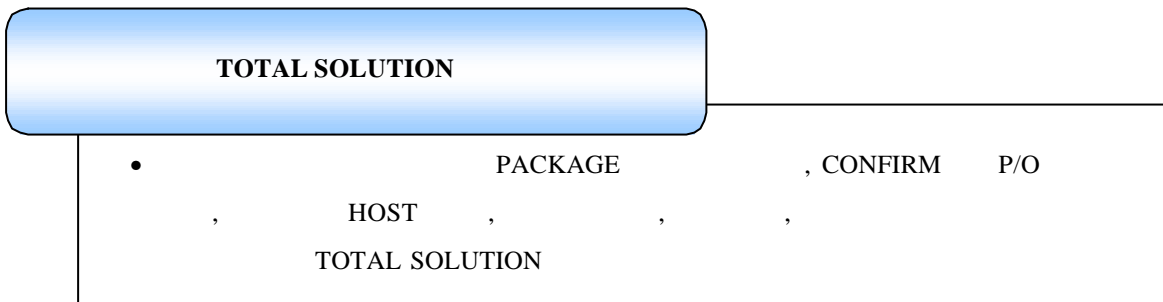 TOTAL SOLUTION
• PACKAGE , CONFIRM P/O
, HOST , , ,
TOTAL SOLUTION